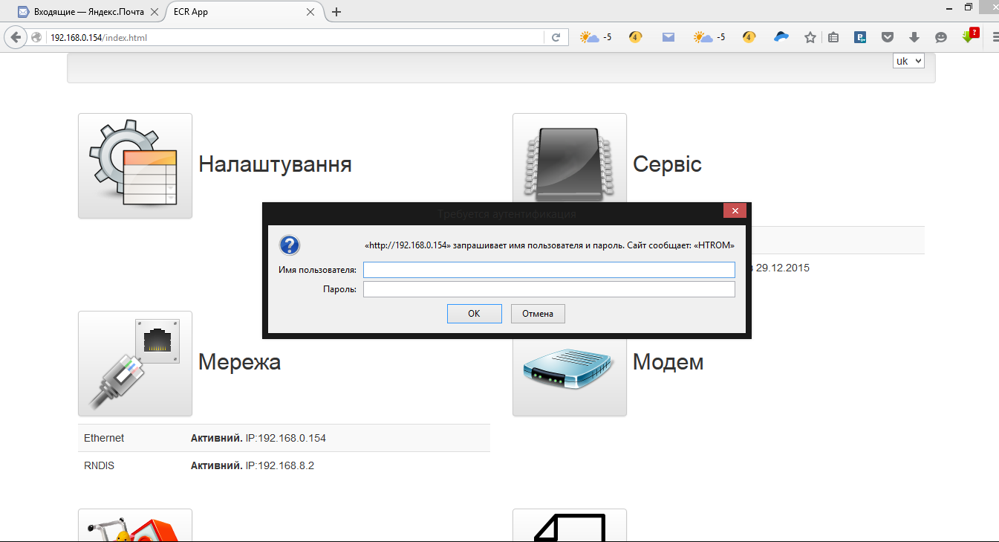 Входящие — Яндекс.Почта
ECR App
192.168.0.154/index.html
-5
4
-5
4
?
uk
Налаштування
Сервіс
Требуется аутентификация
«http://192.168.0.154» запрашивает имя пользователя и пароль. Сайт сообщает: «HTROM»
Имя пользователя:
Пароль:
OK
Отмена
29.12.2015
Мережа
Модем
Ethernet
Активний. IP:192.168.0.154
RNDIS
Активний. IP:192.168.8.2